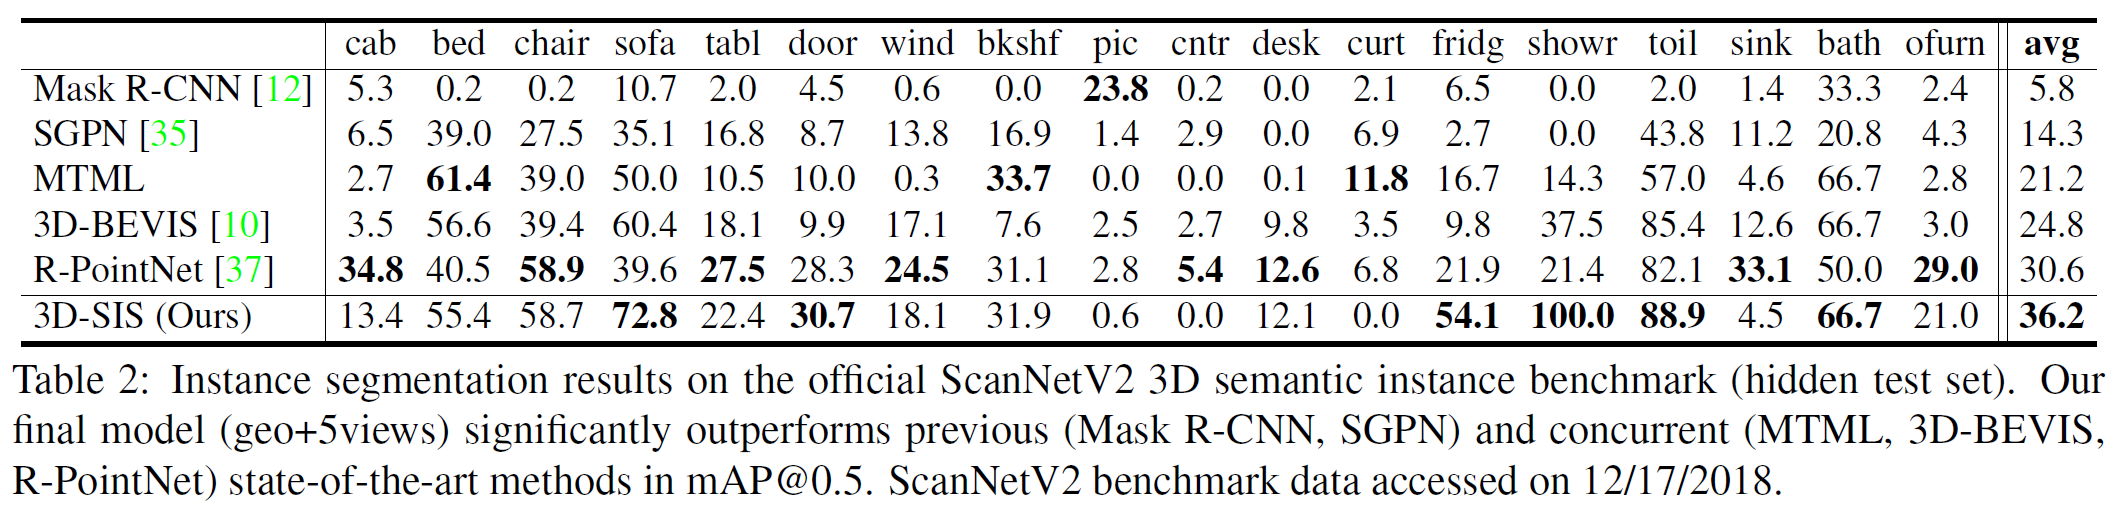 cab bed chair sofa tabl door wind bkshf pic cntr desk curt fridg showr toil sink bath ofurn avg
Mask R-CNN [12] 5.3 0.2 0.2 10.7 2.0 4.5 0.6 0.0 23.8 0.2 0.0 2.1 6.5 0.0 2.0 1.4 33.3 2.4 5.8
SGPN [35] 6.5 39.0 27.5 35.1 16.8 8.7 13.8 16.9 1.4 2.9 0.0 6.9 2.7 0.0 43.8 11.2 20.8 4.3 14.3
MTML 2.7 61.4 39.0 50.0 10.5 10.0 0.3 33.7 0.0 0.0 0.1 11.8 16.7 14.3 57.0 4.6 66.7 2.8 21.2
3D-BEVIS [10] 3.5 56.6 39.4 60.4 18.1 9.9 17.1 7.6 2.5 2.7 9.8 3.5 9.8 37.5 85.4 12.6 66.7 3.0 24.8
R-PointNet [37] 34.8 40.5 58.9 39.6 27.5 28.3 24.5 31.1 2.8 5.4 12.6 6.8 21.9 21.4 82.1 33.1 50.0 29.0 30.6
3D-SIS (Ours) 13.4 55.4 58.7 72.8 22.4 30.7 18.1 31.9 0.6 0.0 12.1 0.0 54.1 100.0 88.9 4.5 66.7 21.0 36.2
Table 2: Instance segmentation results on the official ScanNetV2 3D semantic instance benchmark (hidden test set). Our
final model (geo+5views) significantly outperforms previous (Mask R-CNN, SGPN) and concurrent (MTML, 3D-BEVIS,
R-PointNet) state-of-the-art methods in mAP@0.5. ScanNetV2 benchmark data accessed on 12/17/2018.